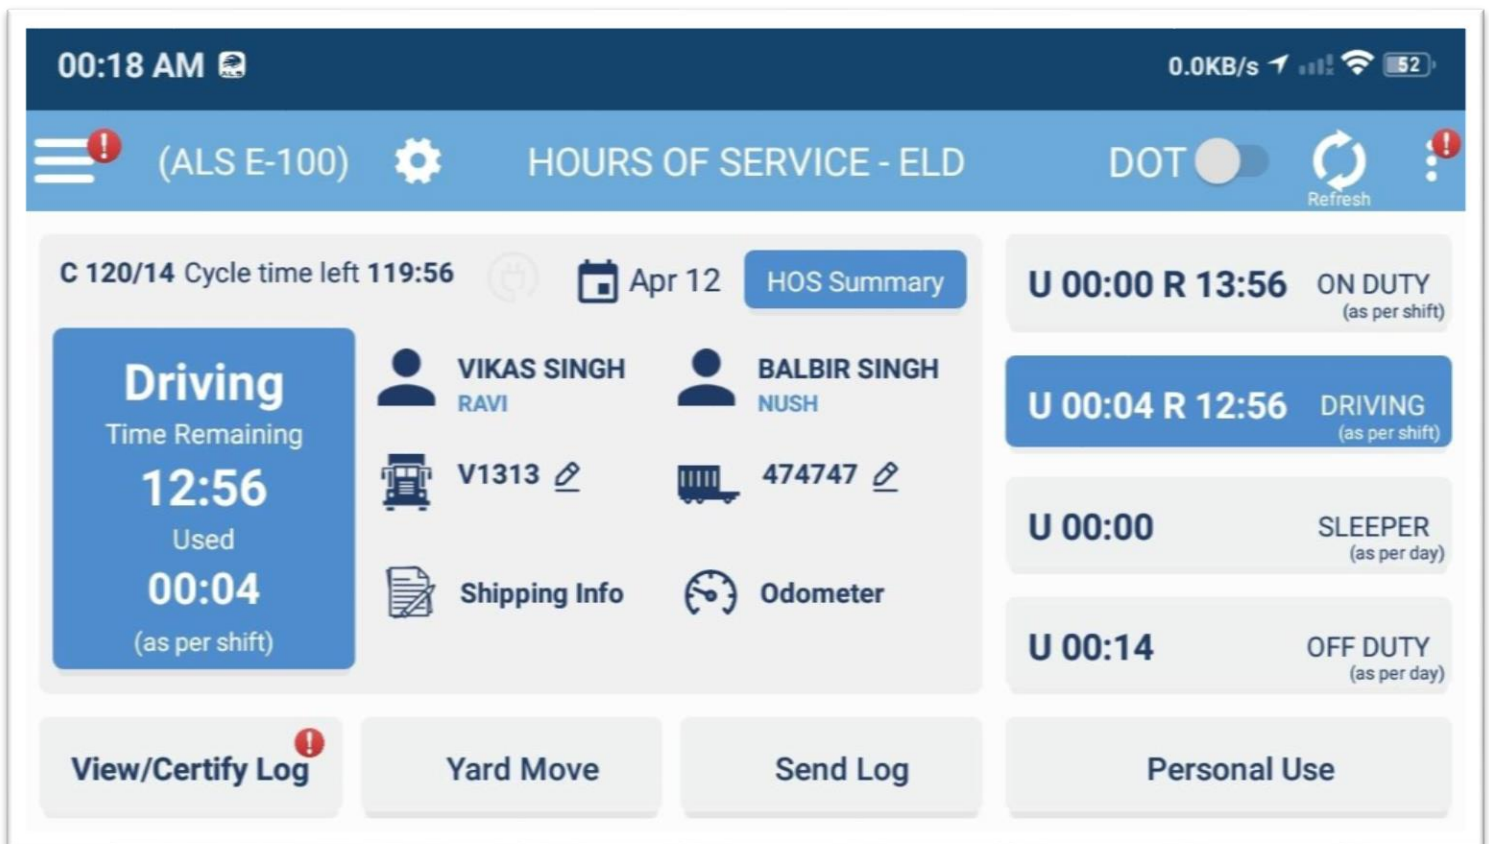 00:18 AM ALS 0.0KB/s 52
(ALS E-100) HOURS OF SERVICE - ELD DOT Refresh
C 120/14 Cycle time left 119:56 Apr 12 HOS Summary
Driving
Time Remaining
12:56
Used
00:04
(as per shift)
VIKAS SINGH
RAVI
BALBIR SINGH
NUSH
V1313
474747
Shipping Info
Odometer
U 00:00 R 13:56 ON DUTY
(as per shift)
U 00:04 R 12:56 DRIVING
(as per shift)
U 00:00 SLEEPER
(as per day)
U 00:14 OFF DUTY
(as per day)
View/Certify Log Yard Move Send Log Personal Use